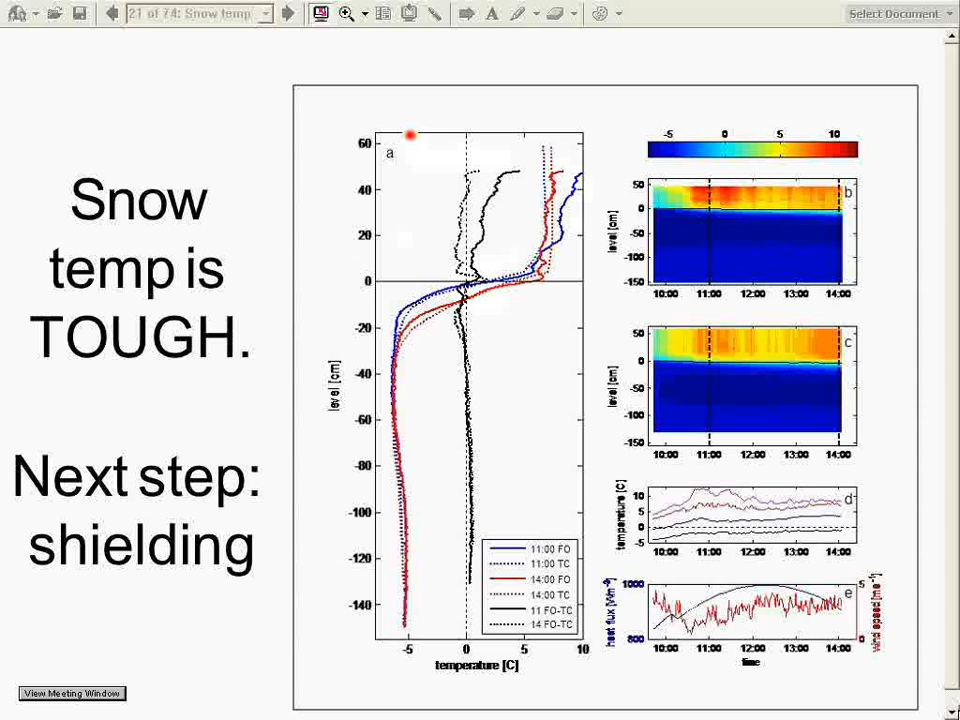 21 of 74: Snow temp
Select Document
Snow
temp is
TOUGH.
Next step:
shielding
View Meeting Window
a
60
40
20
0
-20
-40
-60
-80
-100
-120
-140
level [cm]
-5 0 5 10
temperature [C]
11:00 FO
11:00 TC
14:00 FO
14:00 TC
11 FO-TC
14 FO-TC
-5 0 5 10
b
50
0
-50
-100
-150
level [cm]
10:00 11:00 12:00 13:00 14:00
c
50
0
-50
-100
-150
level [cm]
10:00 11:00 12:00 13:00 14:00
d
10
5
0
-5
temperature [C]
10:00 11:00 12:00 13:00 14:00
e
1000
800
heat flux [Wm⁻²]
5
0
wind speed [ms⁻¹]
10:00 11:00 12:00 13:00 14:00
time